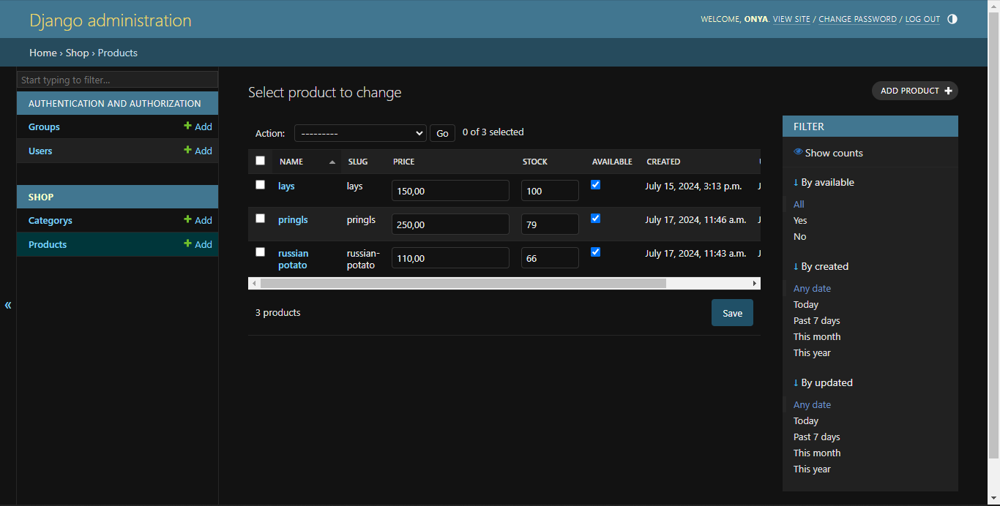 Django administration
WELCOME, ONYA. VIEW SITE / CHANGE PASSWORD / LOG OUT
Home › Shop › Products
Start typing to filter...
AUTHENTICATION AND AUTHORIZATION
Groups + Add
Users + Add
SHOP
Categorys + Add
Products + Add
«
Select product to change
ADD PRODUCT +
Action: --------- Go 0 of 3 selected
NAME SLUG PRICE STOCK AVAILABLE CREATED
lays lays 150,00 100 July 15, 2024, 3:13 p.m.
pringls pringls 250,00 79 July 17, 2024, 11:46 a.m.
russian potato russian-potato 110,00 66 July 17, 2024, 11:43 a.m.
3 products
Save
FILTER
Show counts
↓ By available
All
Yes
No
↓ By created
Any date
Today
Past 7 days
This month
This year
↓ By updated
Any date
Today
Past 7 days
This month
This year